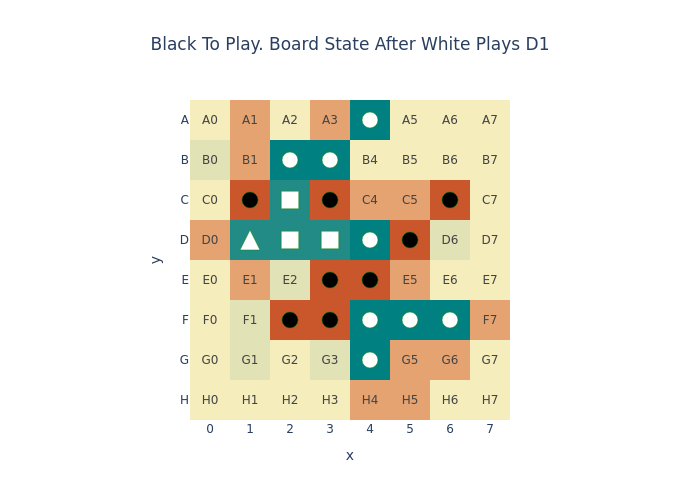 Black To Play. Board State After White Plays D1
A A0 A1 A2 A3 A5 A6 A7
B B0 B1 B4 B5 B6 B7
C C0 C4 C5 C7
D D0 D6 D7
y
E E0 E1 E2 E5 E6 E7
F F0 F1 F7
G G0 G1 G2 G3 G5 G6 G7
H H0 H1 H2 H3 H4 H5 H6 H7
0 1 2 3 4 5 6 7
x